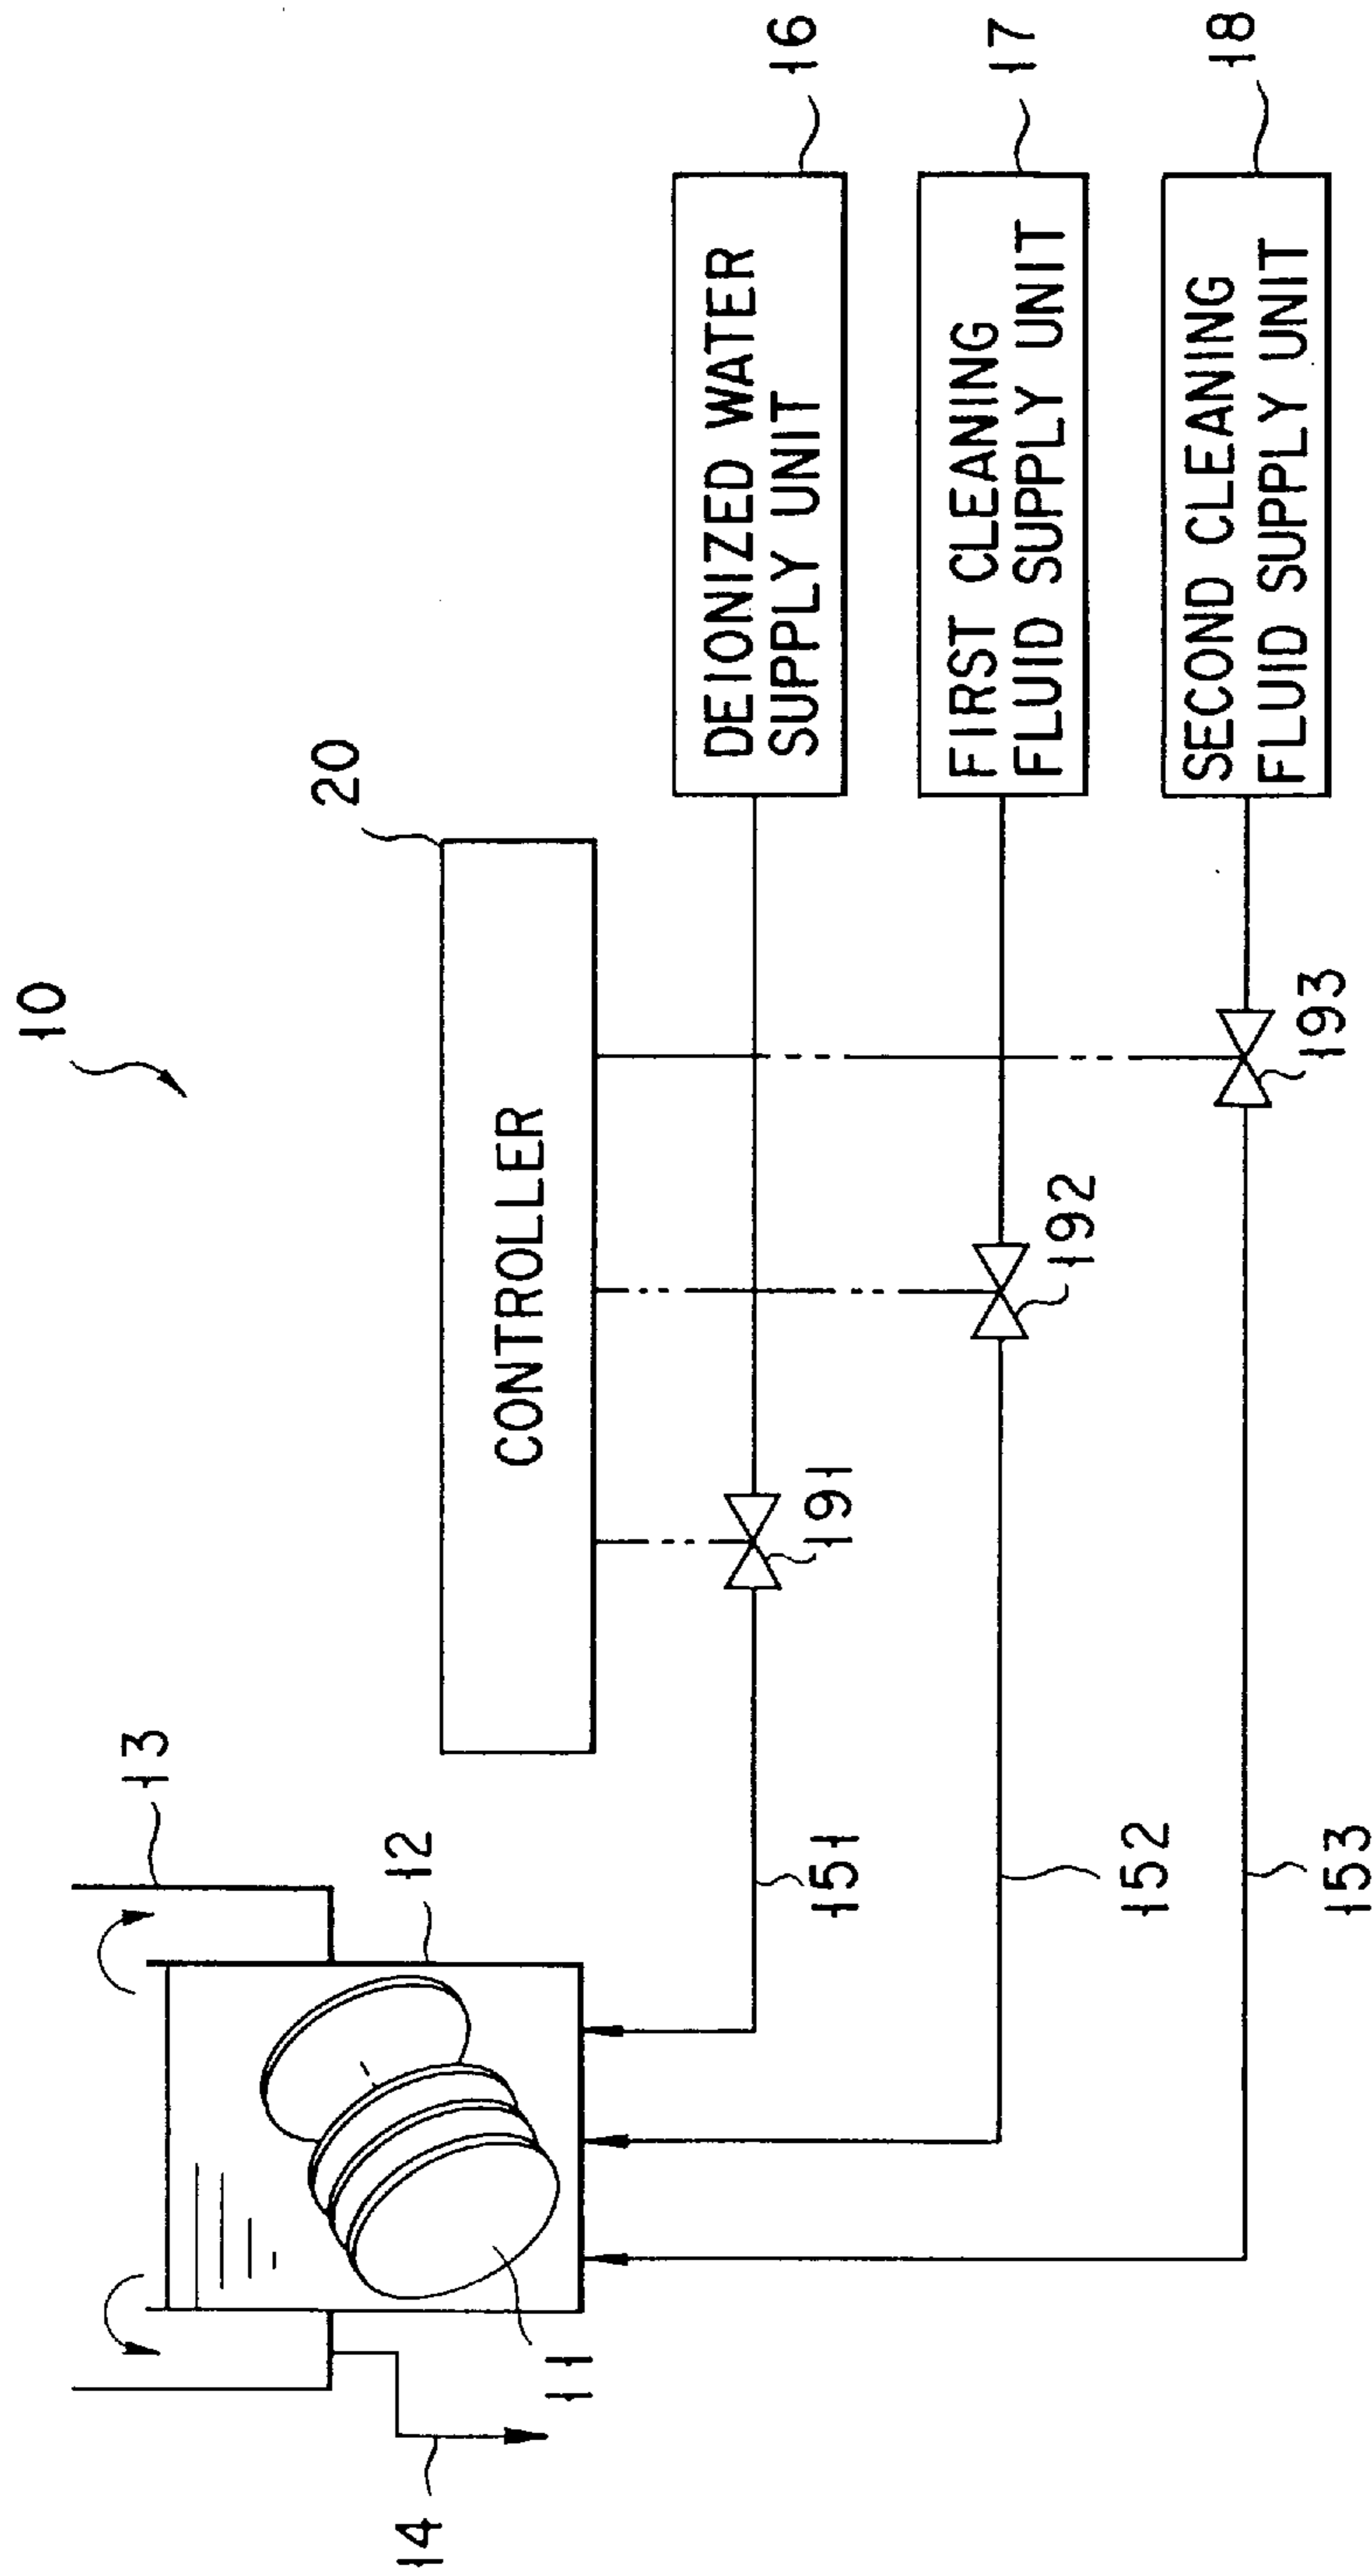 10
20
CONTROLLER
13
12
11
14
151
152
153
191
192
193
DEIONIZED WATER
SUPPLY UNIT
16
FIRST CLEANING
FLUID SUPPLY UNIT
17
SECOND CLEANING
FLUID SUPPLY UNIT
18